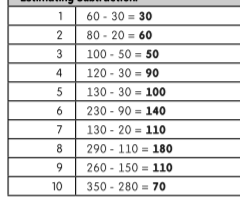 Estimating Subtraction:
1 60 - 30 = 30
2 80 - 20 = 60
3 100 - 50 = 50
4 120 - 30 = 90
5 130 - 30 = 100
6 230 - 90 = 140
7 130 - 20 = 110
8 290 - 110 = 180
9 260 - 150 = 110
10 350 - 280 = 70